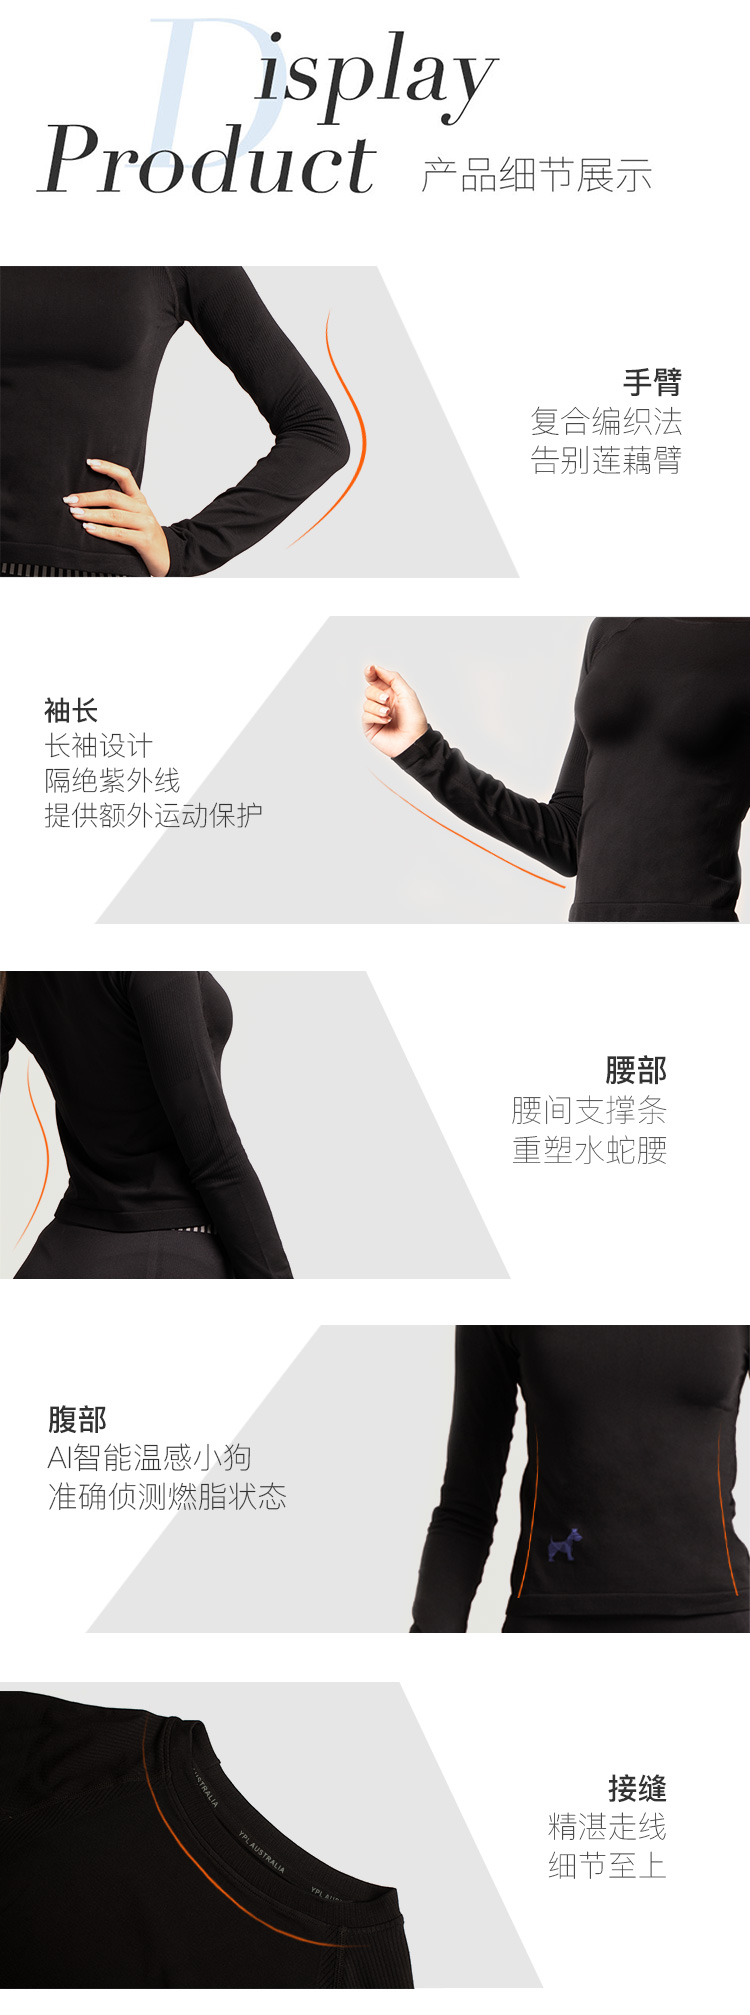 Display
Product 产品细节展示
手臂
复合编织法
告别莲藕臂
袖长
长袖设计
隔绝紫外线
提供额外运动保护
腰部
腰间支撑条
重塑水蛇腰
腹部
AI智能温感小狗
准确侦测燃脂状态
接缝
精湛走线
细节至上
YPL AUSTRALIA